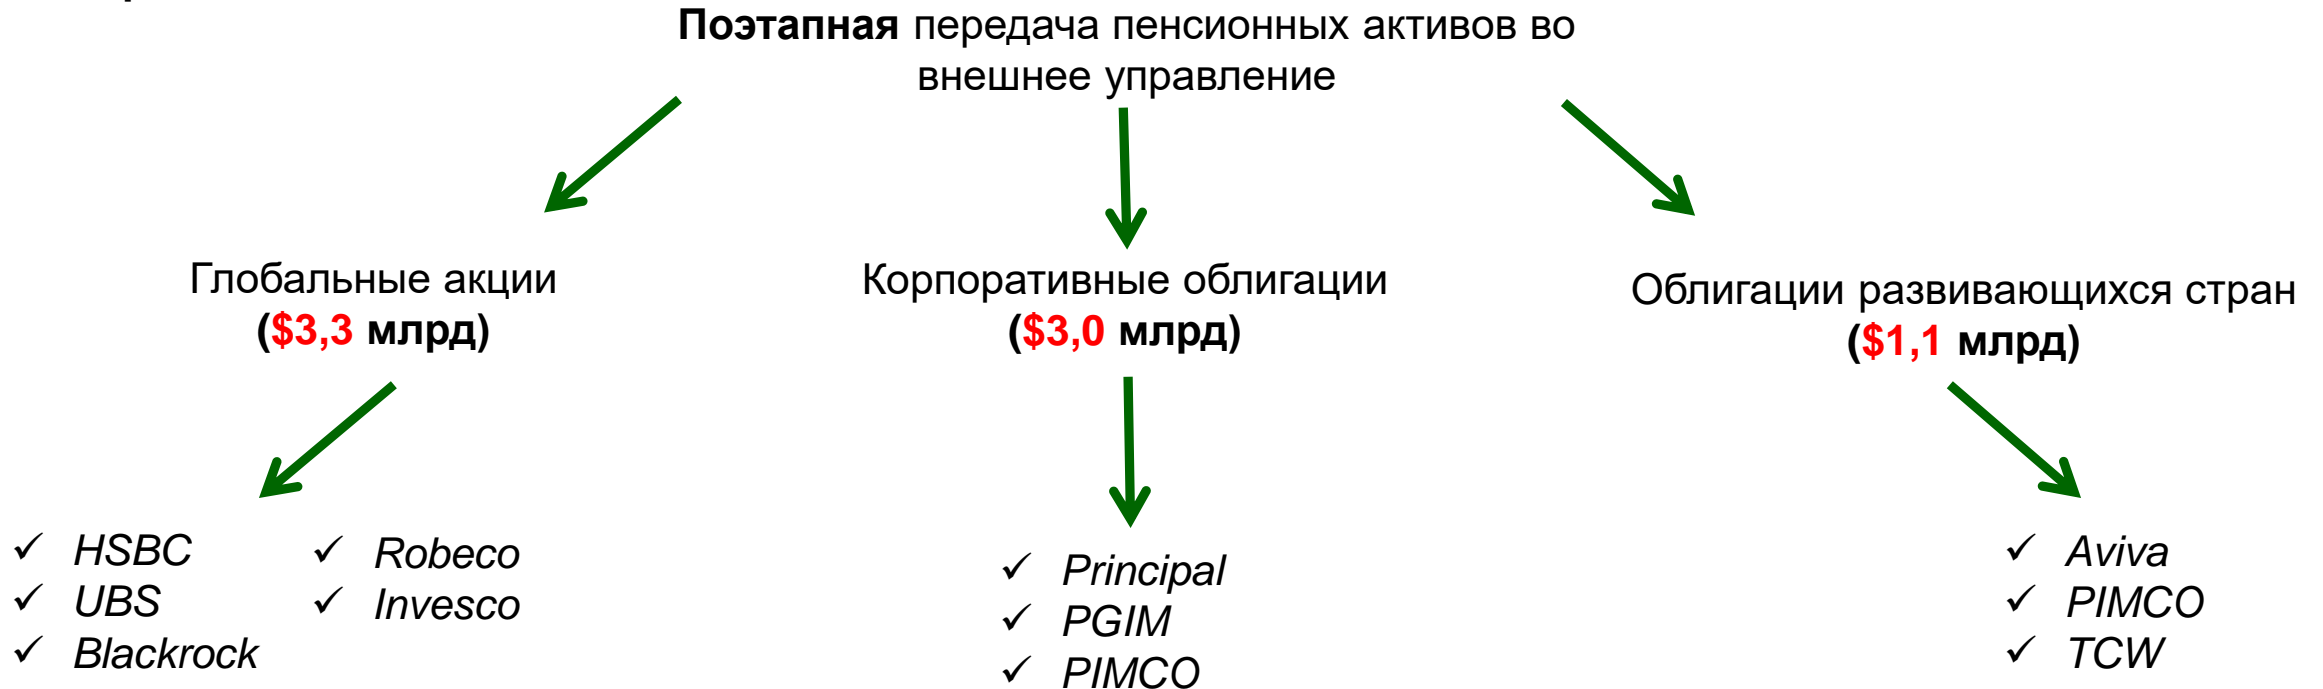 Поэтапная передача пенсионных активов во
внешнее управление
Глобальные акции
($3,3 млрд)
Корпоративные облигации
($3,0 млрд)
Облигации развивающихся стран
($1,1 млрд)
✓ HSBC
✓ UBS
✓ Blackrock
✓ Robeco
✓ Invesco
✓ Principal
✓ PGIM
✓ PIMCO
✓ Aviva
✓ PIMCO
✓ TCW